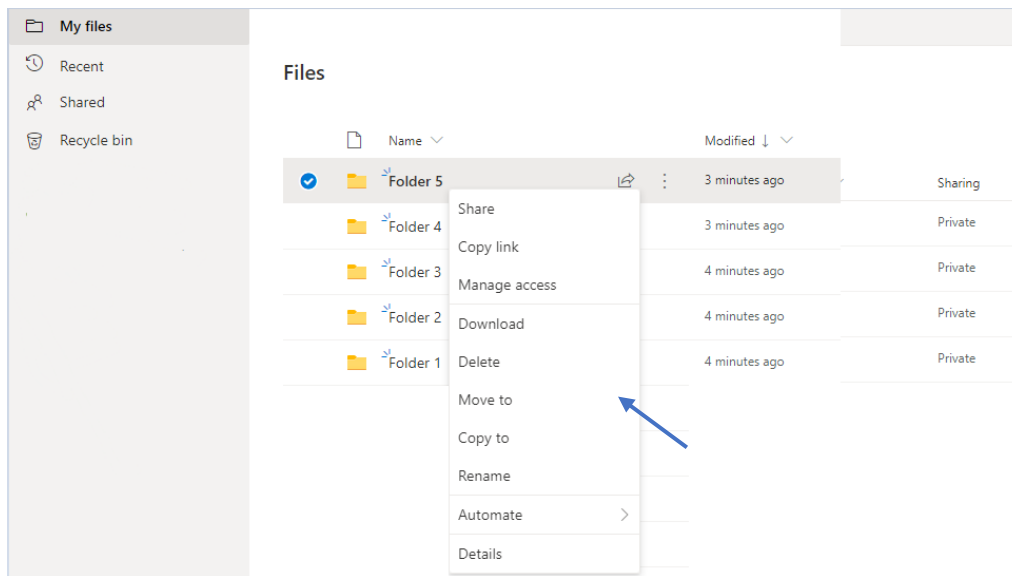 My files
Recent
Shared
Recycle bin
Files
Name Modified
Sharing
Folder 5 3 minutes ago
Folder 4 3 minutes ago Private
Folder 3 4 minutes ago Private
Folder 2 4 minutes ago Private
Folder 1 4 minutes ago Private
Share
Copy link
Manage access
Download
Delete
Move to
Copy to
Rename
Automate
Details